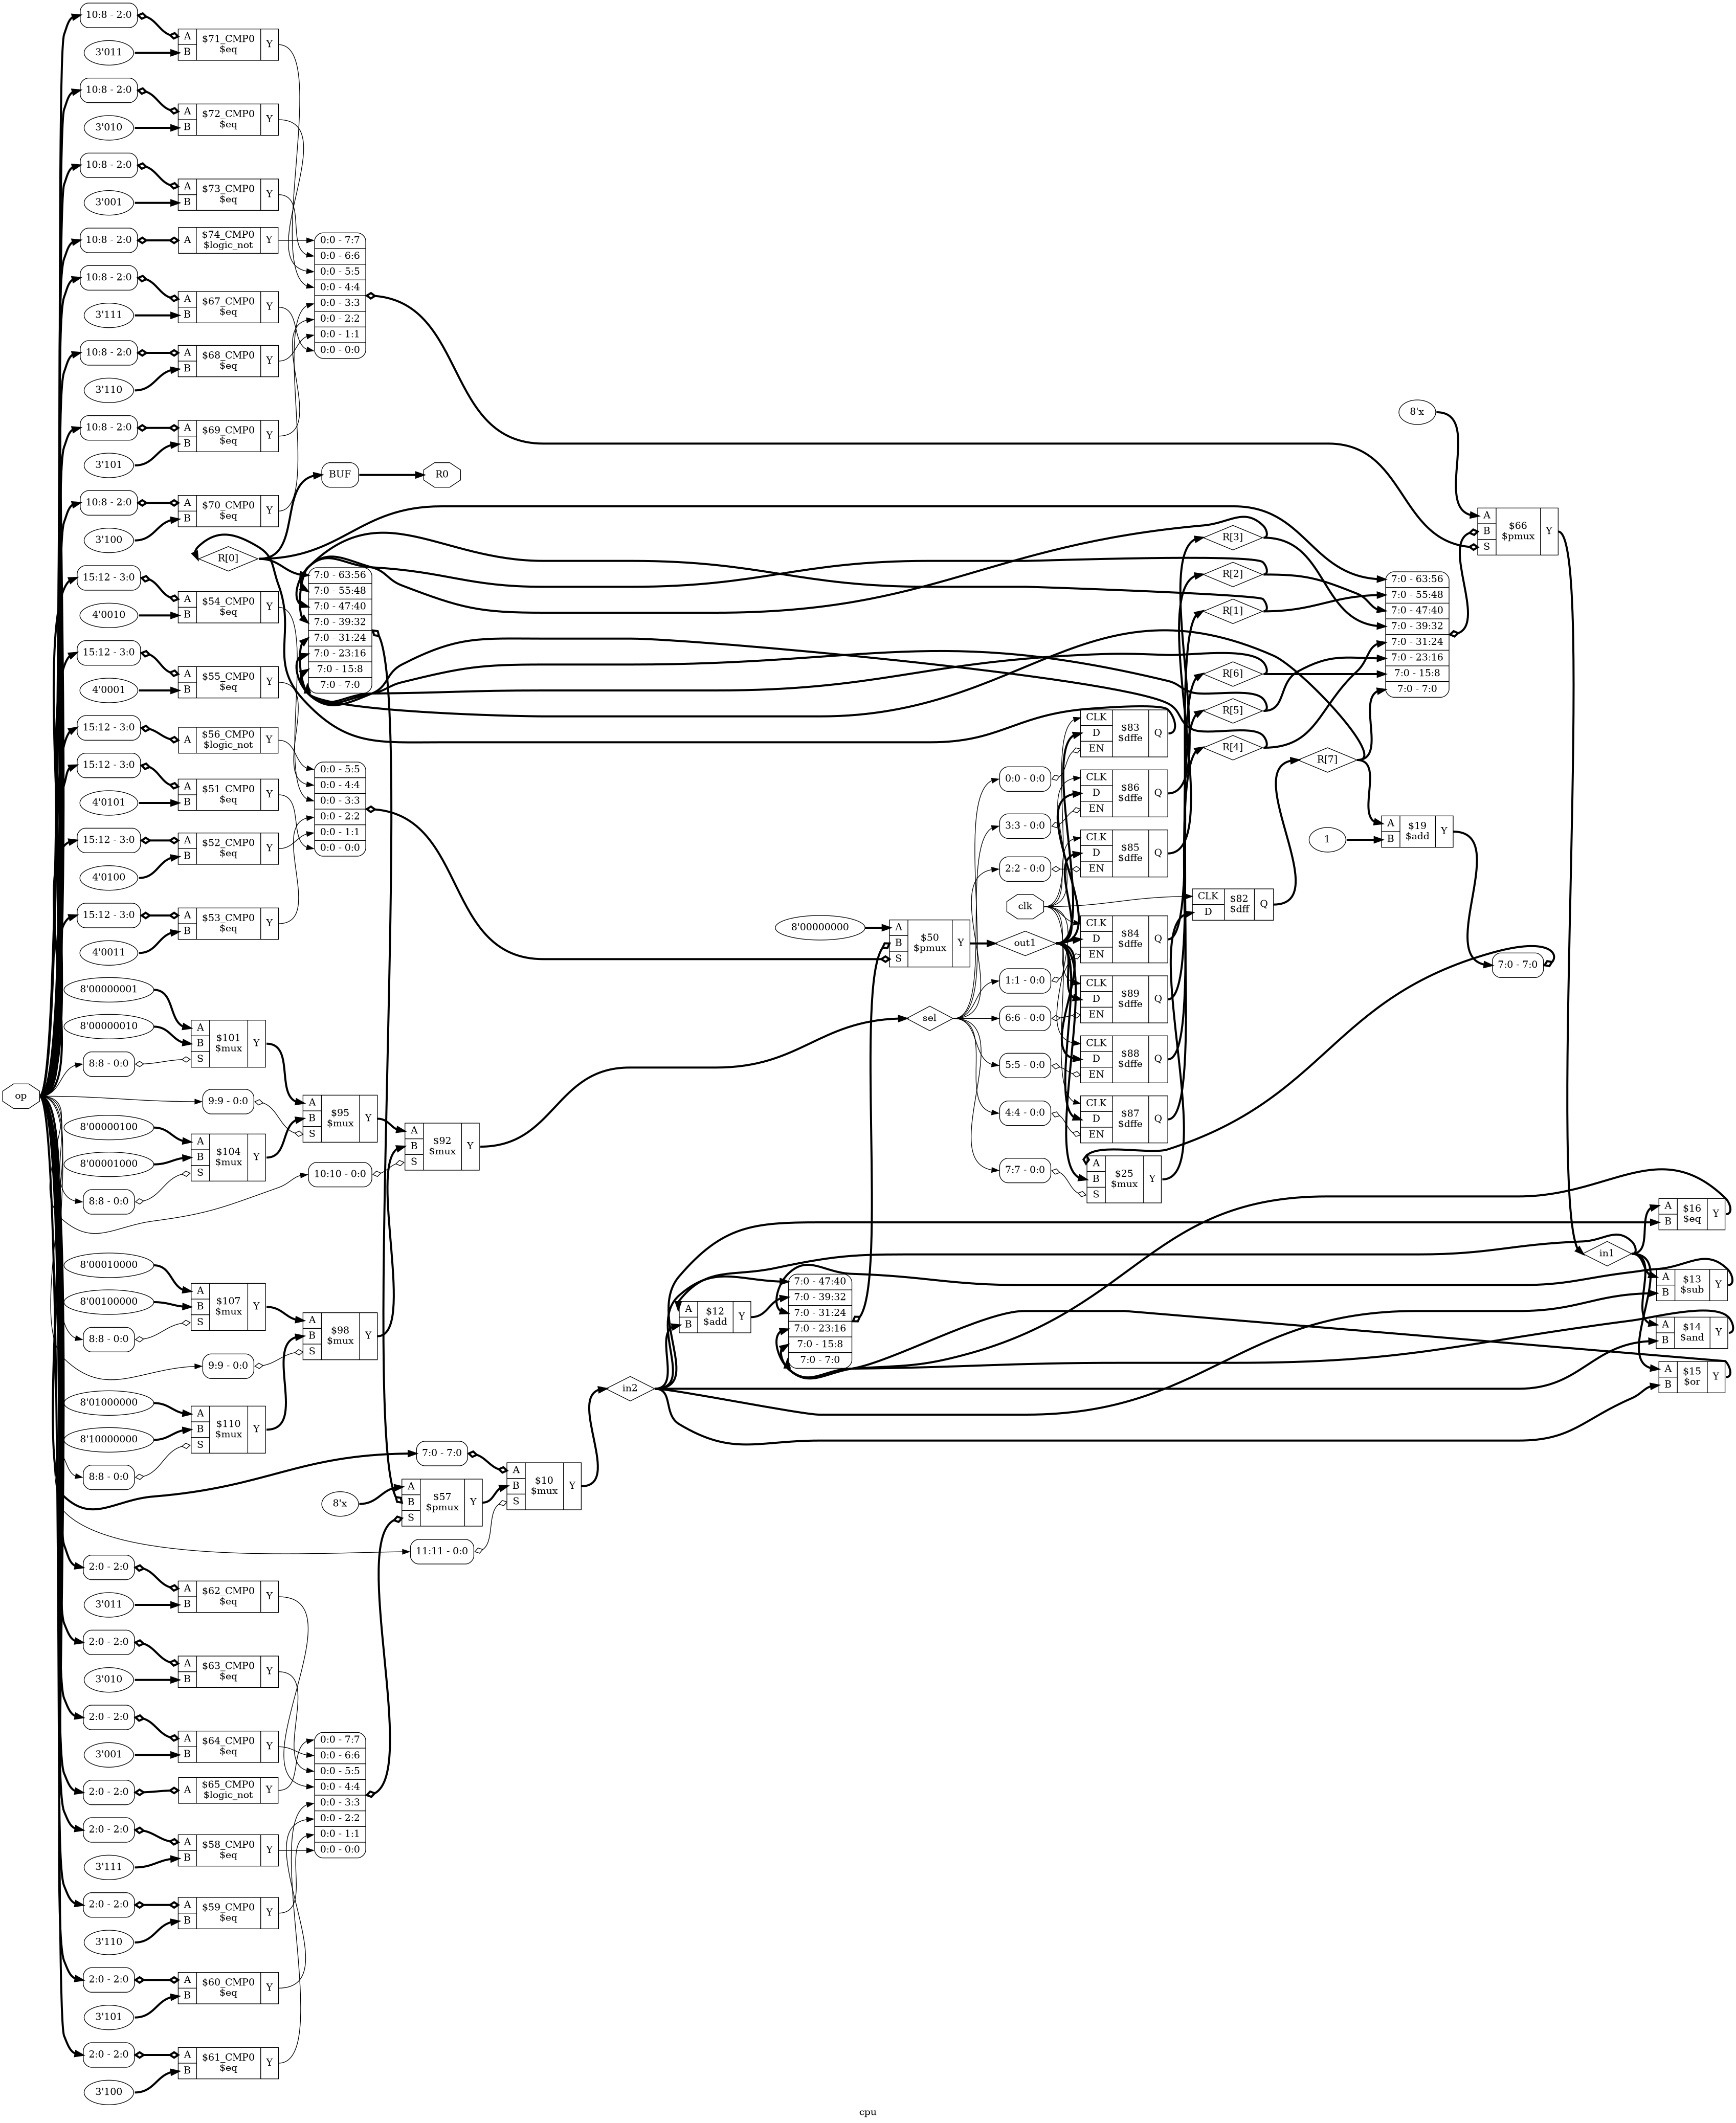 10:8 - 2:0
3'011
A
B
$71_CMP0
$eq
Y
10:8 - 2:0
3'010
A
B
$72_CMP0
$eq
Y
10:8 - 2:0
3'001
A
B
$73_CMP0
$eq
Y
10:8 - 2:0
A
$74_CMP0
$logic_not
Y
10:8 - 2:0
3'111
A
B
$67_CMP0
$eq
Y
10:8 - 2:0
3'110
A
B
$68_CMP0
$eq
Y
10:8 - 2:0
3'101
A
B
$69_CMP0
$eq
Y
10:8 - 2:0
3'100
A
B
$70_CMP0
$eq
Y
0:0 - 7:7
0:0 - 6:6
0:0 - 5:5
0:0 - 4:4
0:0 - 3:3
0:0 - 2:2
0:0 - 1:1
0:0 - 0:0
BUF
R0
R[0]
7:0 - 63:56
7:0 - 55:48
7:0 - 47:40
7:0 - 39:32
7:0 - 31:24
7:0 - 23:16
7:0 - 15:8
7:0 - 7:0
15:12 - 3:0
4'0010
A
B
$54_CMP0
$eq
Y
15:12 - 3:0
4'0001
A
B
$55_CMP0
$eq
Y
15:12 - 3:0
A
$56_CMP0
$logic_not
Y
15:12 - 3:0
4'0101
A
B
$51_CMP0
$eq
Y
15:12 - 3:0
4'0100
A
B
$52_CMP0
$eq
Y
15:12 - 3:0
4'0011
A
B
$53_CMP0
$eq
Y
0:0 - 5:5
0:0 - 4:4
0:0 - 3:3
0:0 - 2:2
0:0 - 1:1
0:0 - 0:0
8'x
A
B
S
$66
$pmux
Y
R[3]
R[2]
R[1]
R[6]
R[5]
R[4]
R[7]
7:0 - 63:56
7:0 - 55:48
7:0 - 47:40
7:0 - 39:32
7:0 - 31:24
7:0 - 23:16
7:0 - 15:8
7:0 - 7:0
1
A
B
$19
$add
Y
7:0 - 7:0
0:0 - 0:0
CLK
D
EN
$83
$dffe
Q
3:3 - 0:0
CLK
D
EN
$86
$dffe
Q
2:2 - 0:0
CLK
D
EN
$85
$dffe
Q
clk
CLK
D
$82
$dff
Q
CLK
D
EN
$84
$dffe
Q
1:1 - 0:0
6:6 - 0:0
CLK
D
EN
$89
$dffe
Q
5:5 - 0:0
CLK
D
EN
$88
$dffe
Q
4:4 - 0:0
CLK
D
EN
$87
$dffe
Q
7:7 - 0:0
A
B
S
$25
$mux
Y
8'00000000
A
B
S
$50
$pmux
Y
out1
sel
op
8'00000001
8'00000010
8:8 - 0:0
A
B
S
$101
$mux
Y
9:9 - 0:0
A
B
S
$95
$mux
Y
8'00000100
8'00001000
8:8 - 0:0
A
B
S
$104
$mux
Y
10:10 - 0:0
A
B
S
$92
$mux
Y
8'00010000
8'00100000
8:8 - 0:0
A
B
S
$107
$mux
Y
9:9 - 0:0
A
B
S
$98
$mux
Y
8'01000000
8'10000000
8:8 - 0:0
A
B
S
$110
$mux
Y
in1
A
B
$16
$eq
Y
A
B
$13
$sub
Y
A
B
$14
$and
Y
A
B
$15
$or
Y
A
B
$12
$add
Y
7:0 - 47:40
7:0 - 39:32
7:0 - 31:24
7:0 - 23:16
7:0 - 15:8
7:0 - 7:0
in2
7:0 - 7:0
8'x
A
B
S
$57
$pmux
Y
A
B
S
$10
$mux
Y
11:11 - 0:0
2:0 - 2:0
3'011
A
B
$62_CMP0
$eq
Y
2:0 - 2:0
3'010
A
B
$63_CMP0
$eq
Y
2:0 - 2:0
3'001
A
B
$64_CMP0
$eq
Y
2:0 - 2:0
A
$65_CMP0
$logic_not
Y
2:0 - 2:0
3'111
A
B
$58_CMP0
$eq
Y
2:0 - 2:0
3'110
A
B
$59_CMP0
$eq
Y
2:0 - 2:0
3'101
A
B
$60_CMP0
$eq
Y
2:0 - 2:0
3'100
A
B
$61_CMP0
$eq
Y
0:0 - 7:7
0:0 - 6:6
0:0 - 5:5
0:0 - 4:4
0:0 - 3:3
0:0 - 2:2
0:0 - 1:1
0:0 - 0:0
cpu